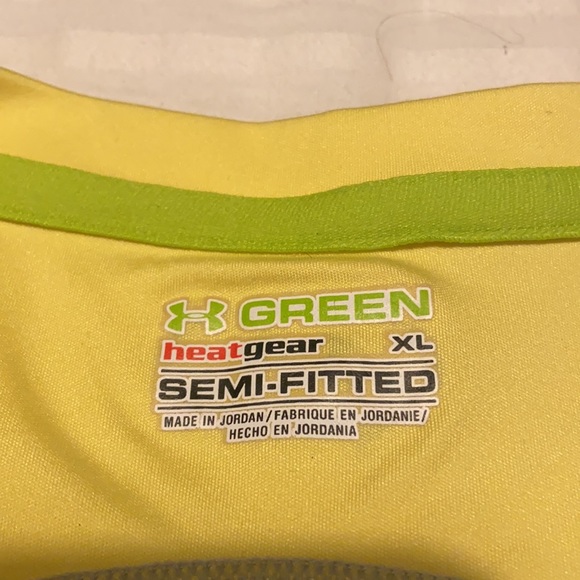 GREEN
heatgear XL
SEMI-FITTED
MADE IN JORDAN/FABRIQUE EN JORDANIE/
HECHO EN JORDANIA